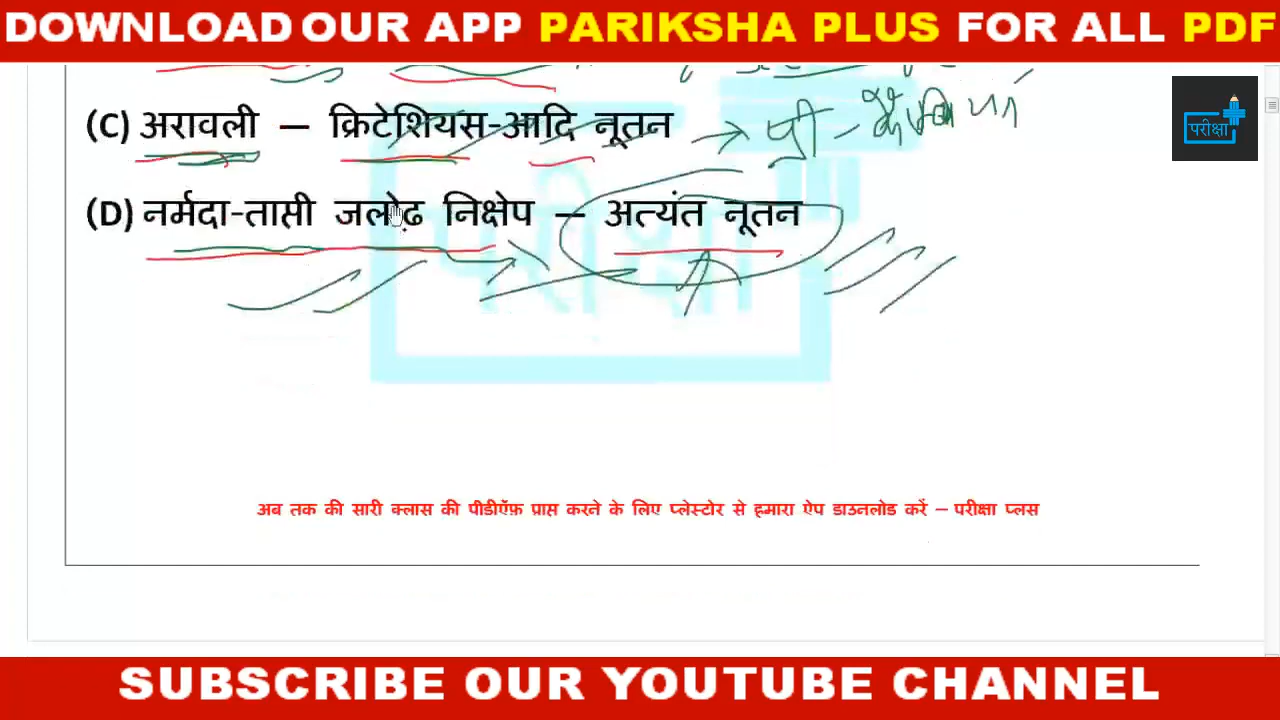 DOWNLOAD OUR APP PARIKSHA PLUS FOR ALL PDF
(C) अरावली — क्रिटेशियस-आदि नूतन → प्री –
परीक्षा
(D) नर्मदा-ताप्ती जलोढ़ निक्षेप — अत्यंत नूतन
परीक्षा
अब तक की सारी क्लास की पीडीऍफ़ प्राप्त करने के लिए प्लेस्टोर से हमारा ऐप डाउनलोड करें – परीक्षा प्लस
SUBSCRIBE OUR YOUTUBE CHANNEL